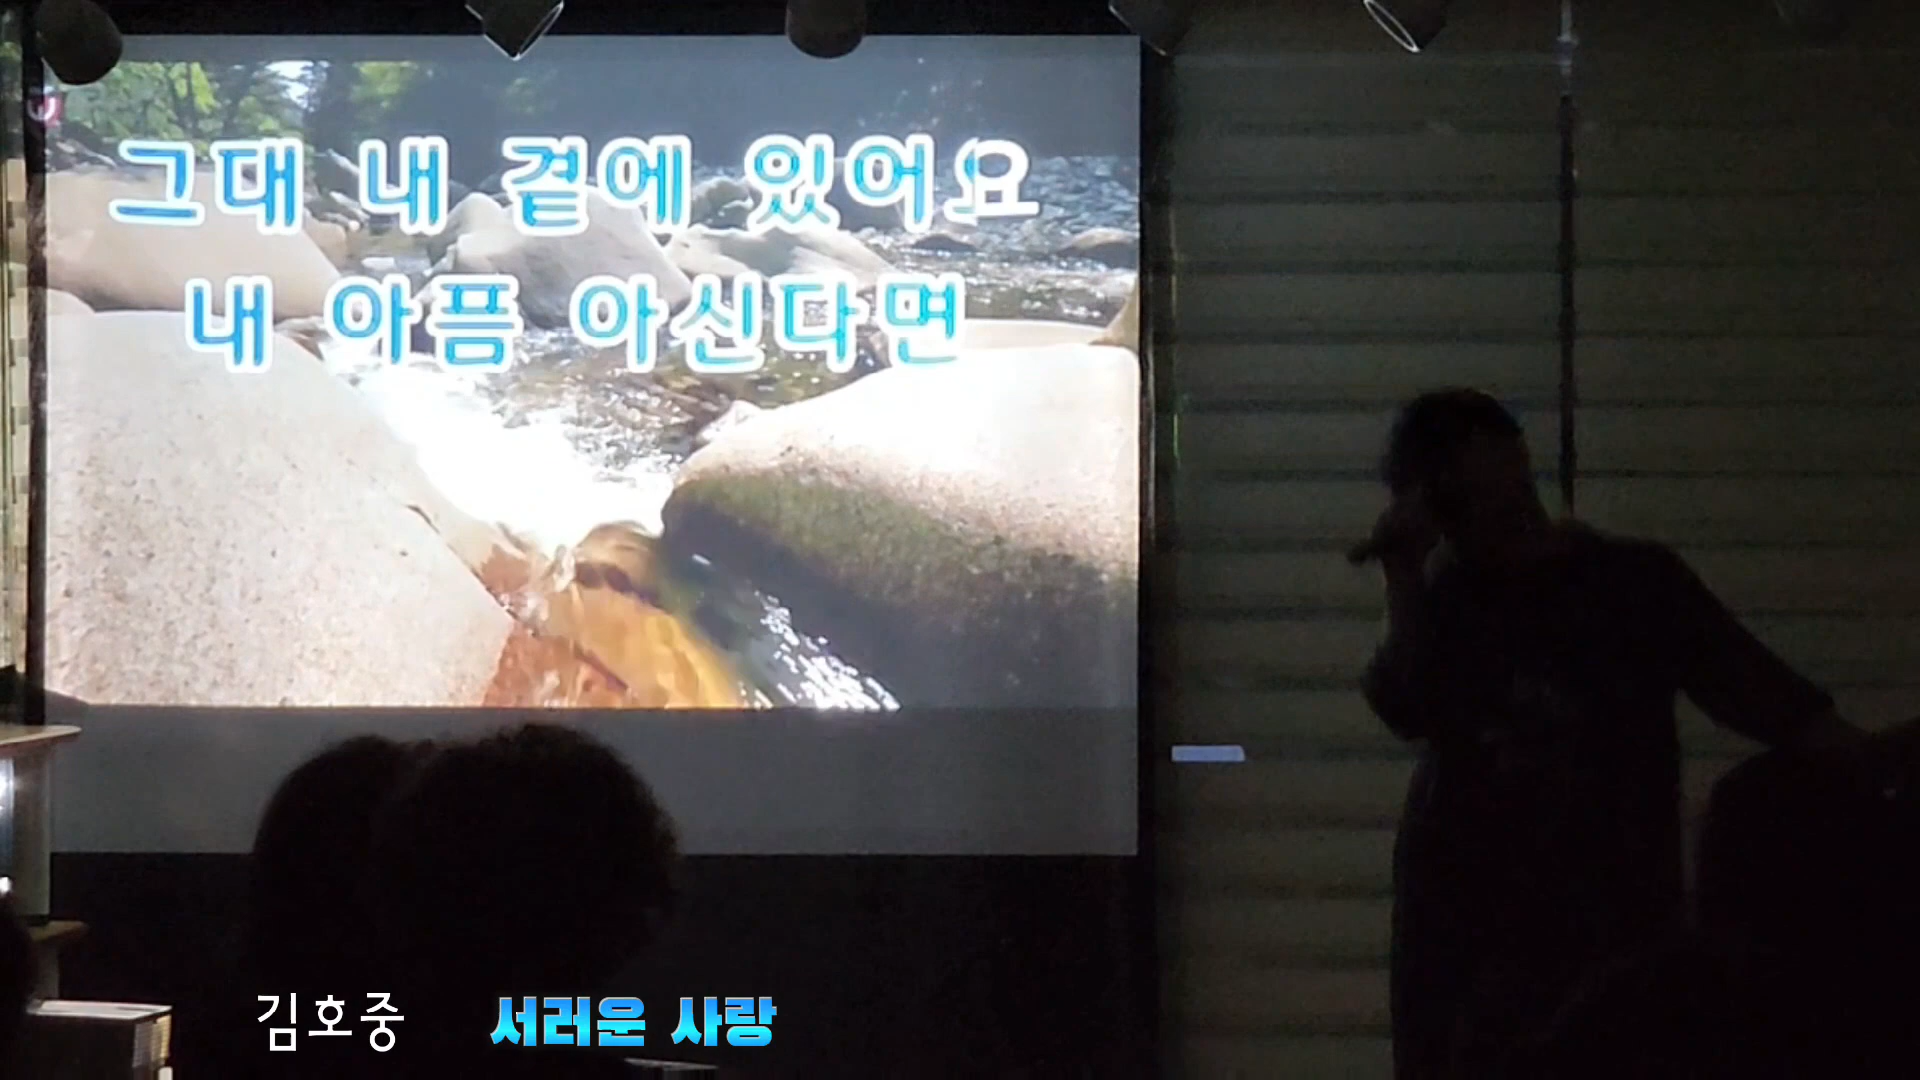 그대 내 곁에 있어요
내 아픔 아신다면
김호중 서러운 사랑